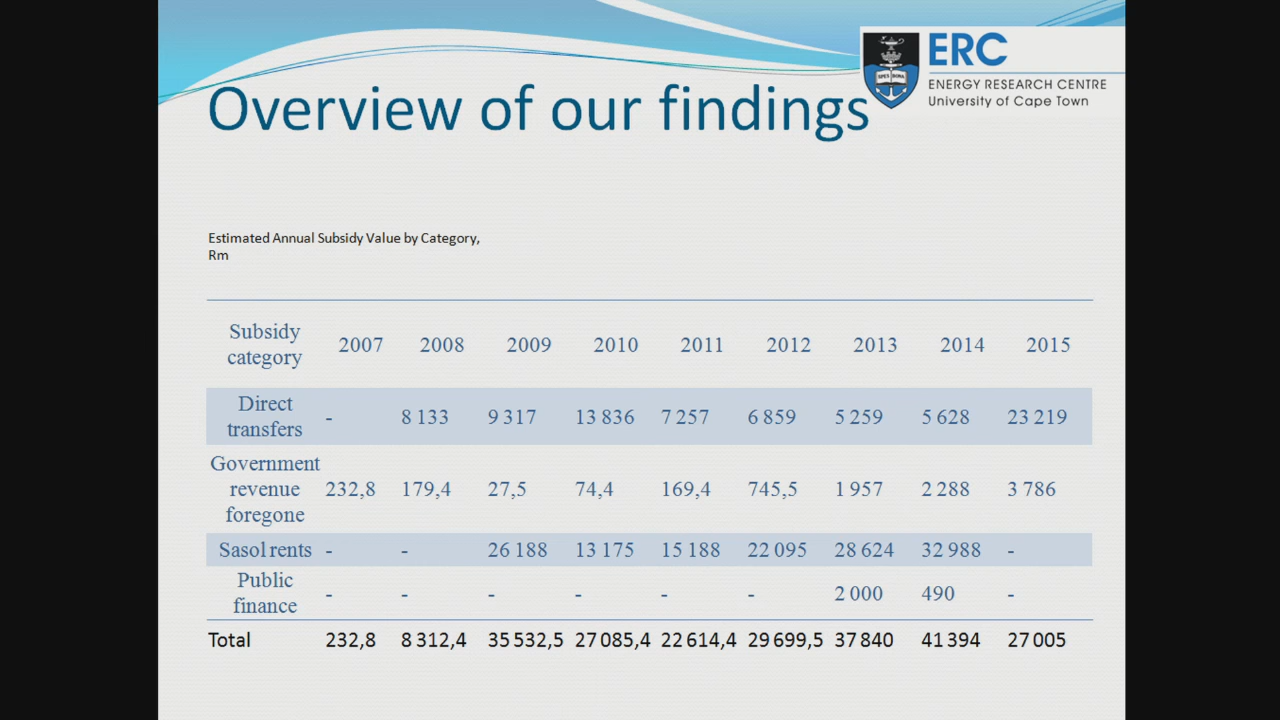 ERC
ENERGY RESEARCH CENTRE
University of Cape Town
SPES BONA
Overview of our findings
Estimated Annual Subsidy Value by Category,
Rm
Subsidy category 2007 2008 2009 2010 2011 2012 2013 2014 2015
Direct transfers - 8 133 9 317 13 836 7 257 6 859 5 259 5 628 23 219
Government revenue foregone 232,8 179,4 27,5 74,4 169,4 745,5 1 957 2 288 3 786
Sasol rents - - 26 188 13 175 15 188 22 095 28 624 32 988 -
Public finance - - - - - - 2 000 490 -
Total 232,8 8 312,4 35 532,5 27 085,4 22 614,4 29 699,5 37 840 41 394 27 005